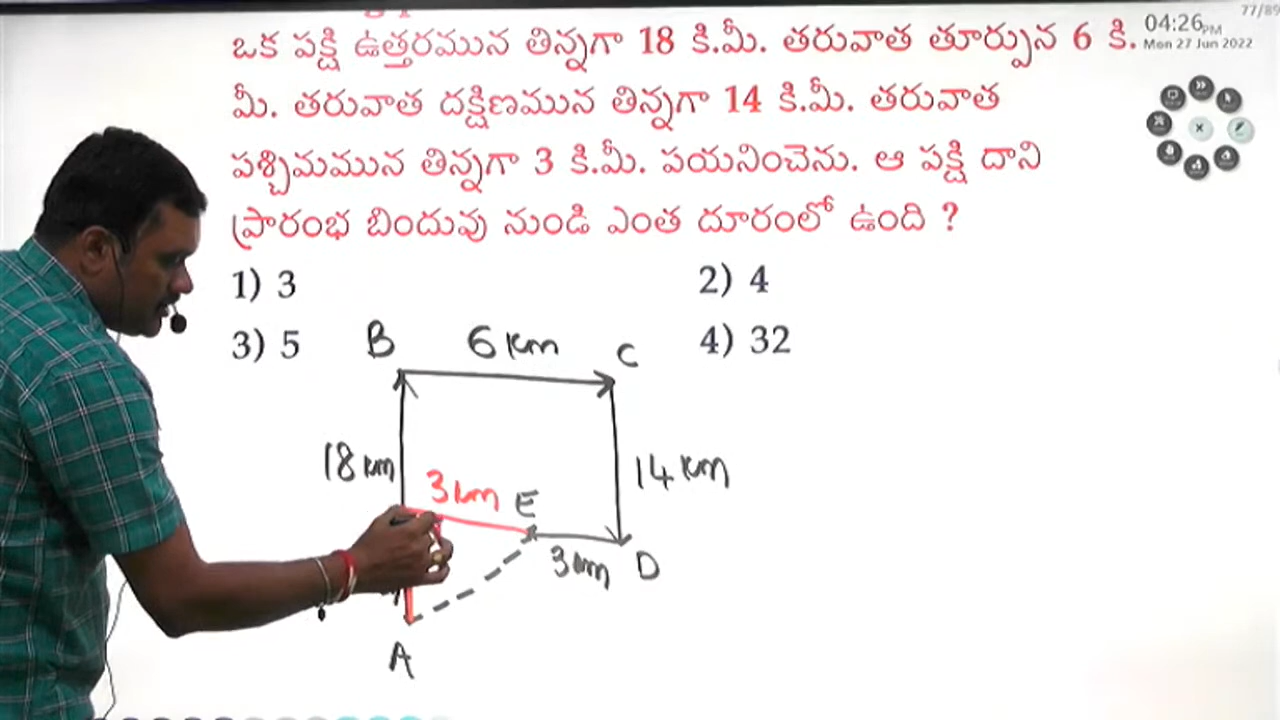 04:26PM
77/89
Mon 27 Jun 2022
ఒక పక్షి ఉత్తరమున తిన్నగా 18 కి.మీ. తరువాత తూర్పున 6 కి.
మీ. తరువాత దక్షిణమున తిన్నగా 14 కి.మీ. తరువాత
పశ్చిమమున తిన్నగా 3 కి.మీ. పయనించెను. ఆ పక్షి దాని
ప్రారంభ బిందువు నుండి ఎంత దూరంలో ఉంది ?
1) 3 2) 4
3) 5 4) 32
B 6 km C
18 km 14 km
3 km E
3 km D
A